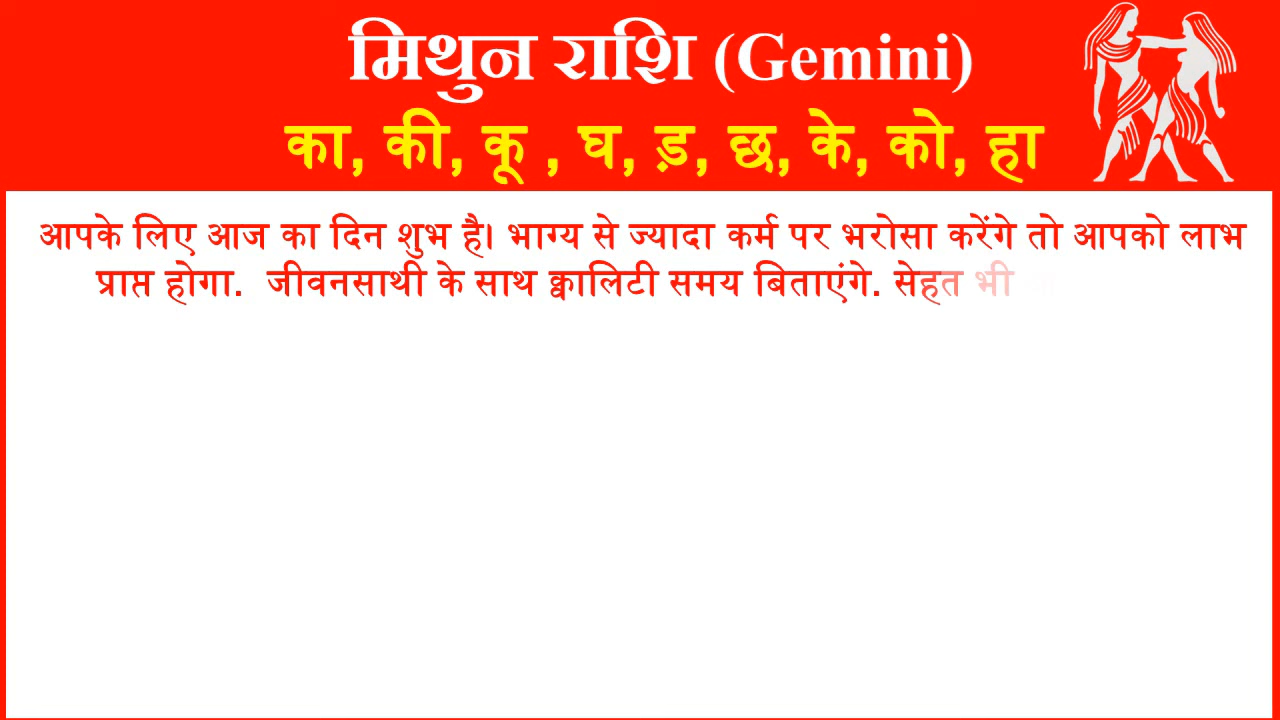 मिथुन राशि (Gemini)
का, की, कू , घ, ड़, छ, के, को, हा
आपके लिए आज का दिन शुभ है। भाग्य से ज्यादा कर्म पर भरोसा करेंगे तो आपको लाभ
प्राप्त होगा. जीवनसाथी के साथ क्वालिटी समय बिताएंगे. सेहत भी